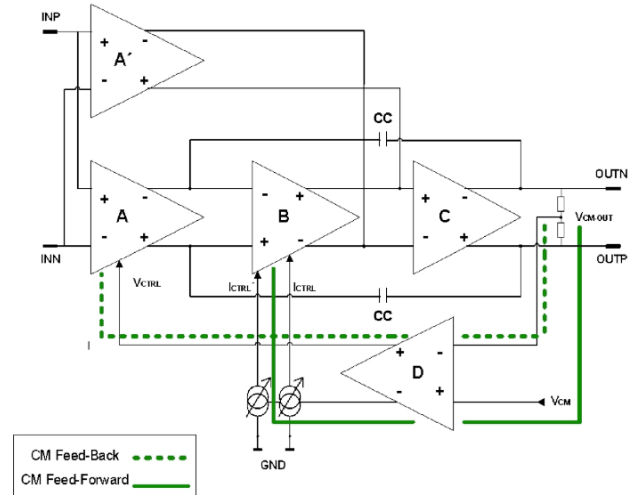 INP
+ -
A´
- +
CC
OUTN
+ -
A
- +
- +
B
+ -
+ -
C
- +
VCM-OUT
INN
OUTP
VCTRL
ICTRL´
ICTRL
CC
I
+ -
D
- +
VCM
GND
CM Feed-Back
CM Feed-Forward